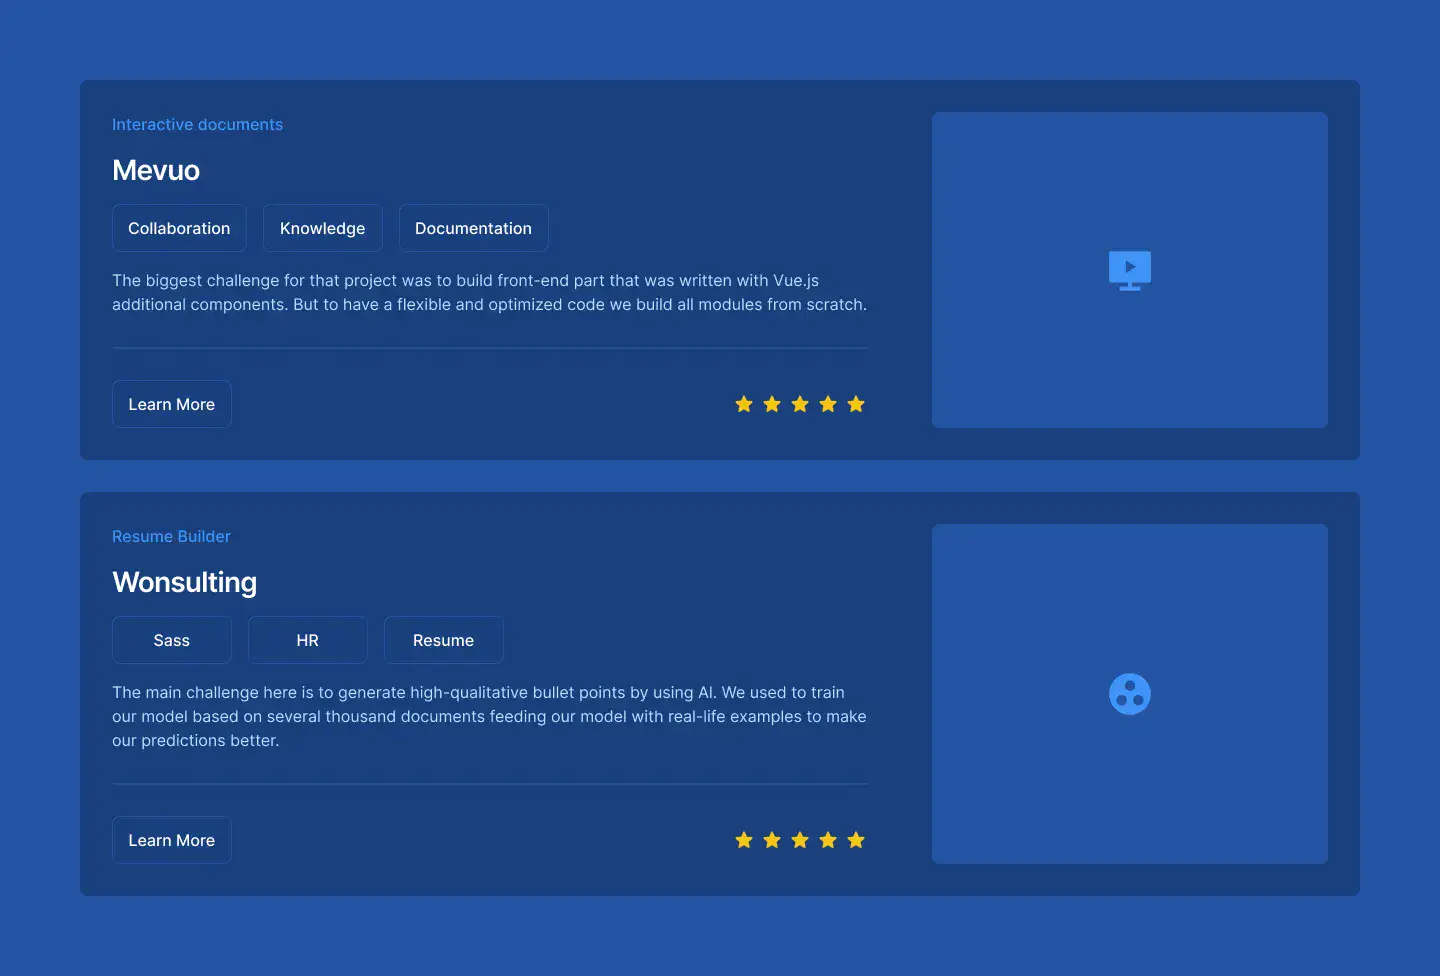 Interactive documents
Mevuo
Collaboration
Knowledge
Documentation
The biggest challenge for that project was to build front-end part that was written with Vue.js
additional components. But to have a flexible and optimized code we build all modules from scratch.
Learn More
Resume Builder
Wonsulting
Sass
HR
Resume
The main challenge here is to generate high-qualitative bullet points by using AI. We used to train
our model based on several thousand documents feeding our model with real-life examples to make
our predictions better.
Learn More